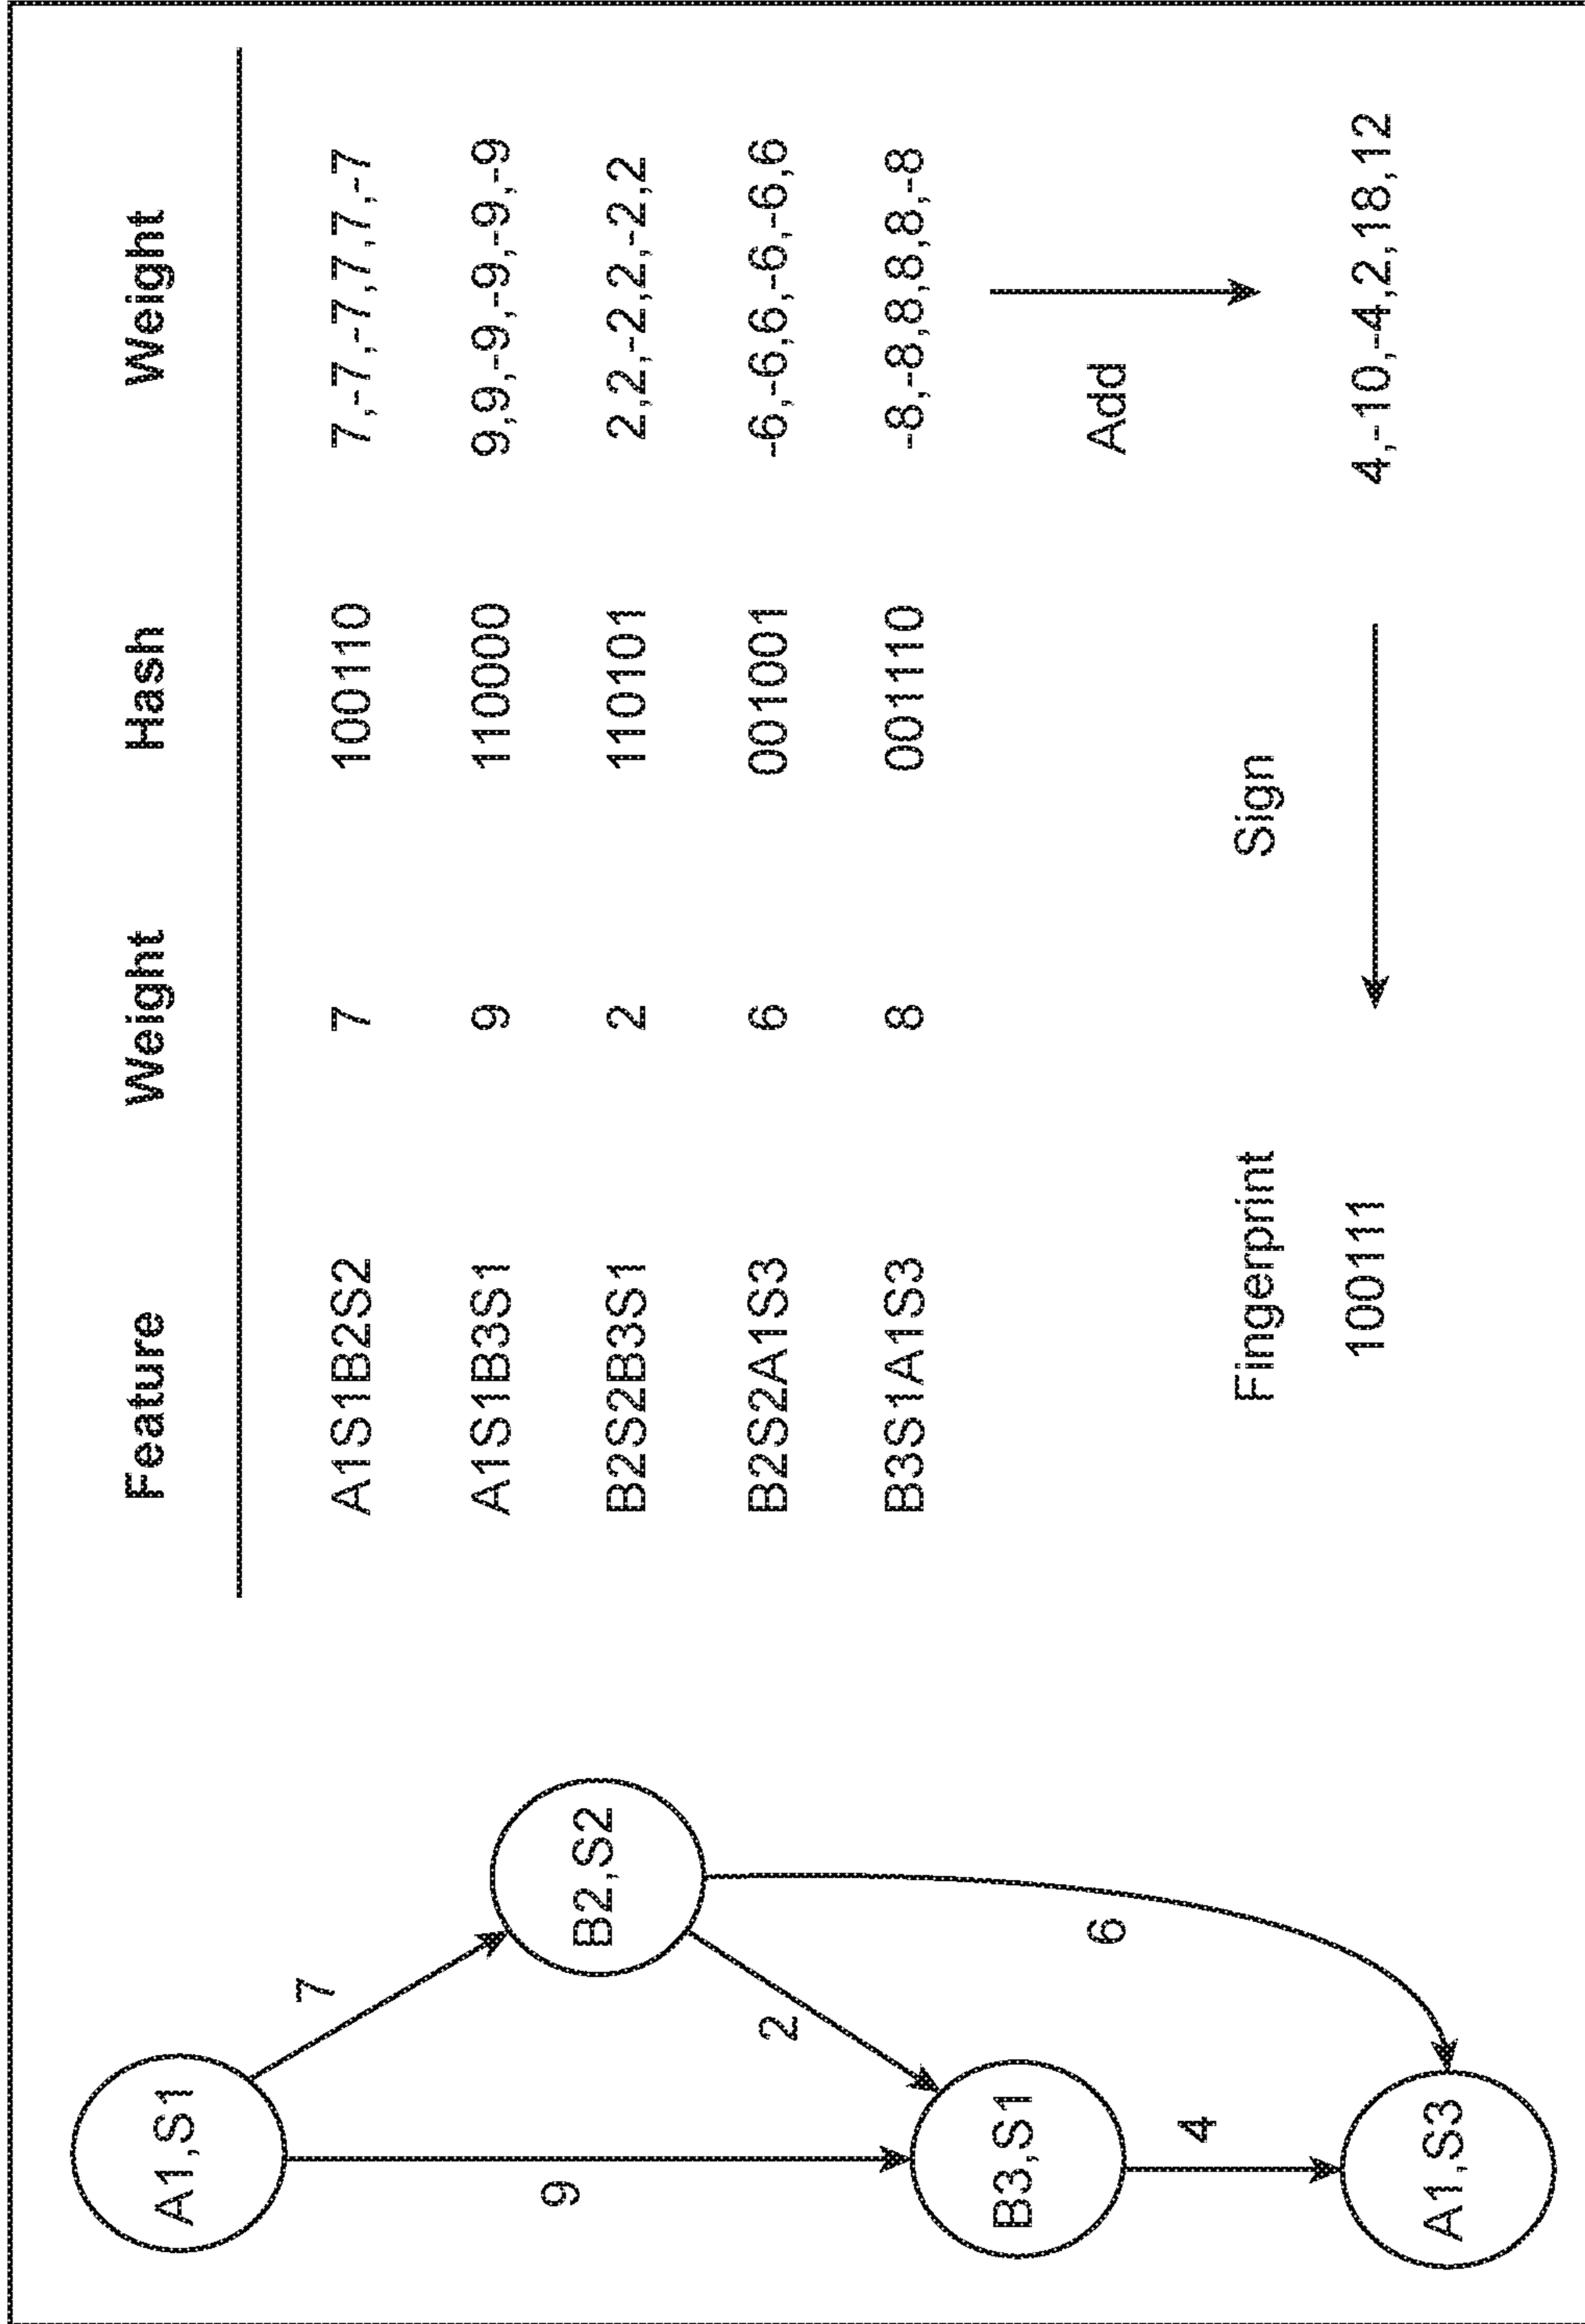 A1,S1
7
B2,S2
9
2
B3,S1
6
4
A1,S3
Feature Weight Hash Weight
A1S1B2S2 7 100110 7,-7,-7,7,7,-7
A1S1B3S1 9 110000 9,9,-9,-9,-9,-9
B2S2B3S1 2 110101 2,2,-2,2,-2,2
B2S2A1S3 6 001001 -6,-6,6,-6,-6,6
B3S1A1S3 8 001110 -8,-8,8,8,8,-8
Add
Fingerprint Sign
100111 4,-10,-4,2,18,12